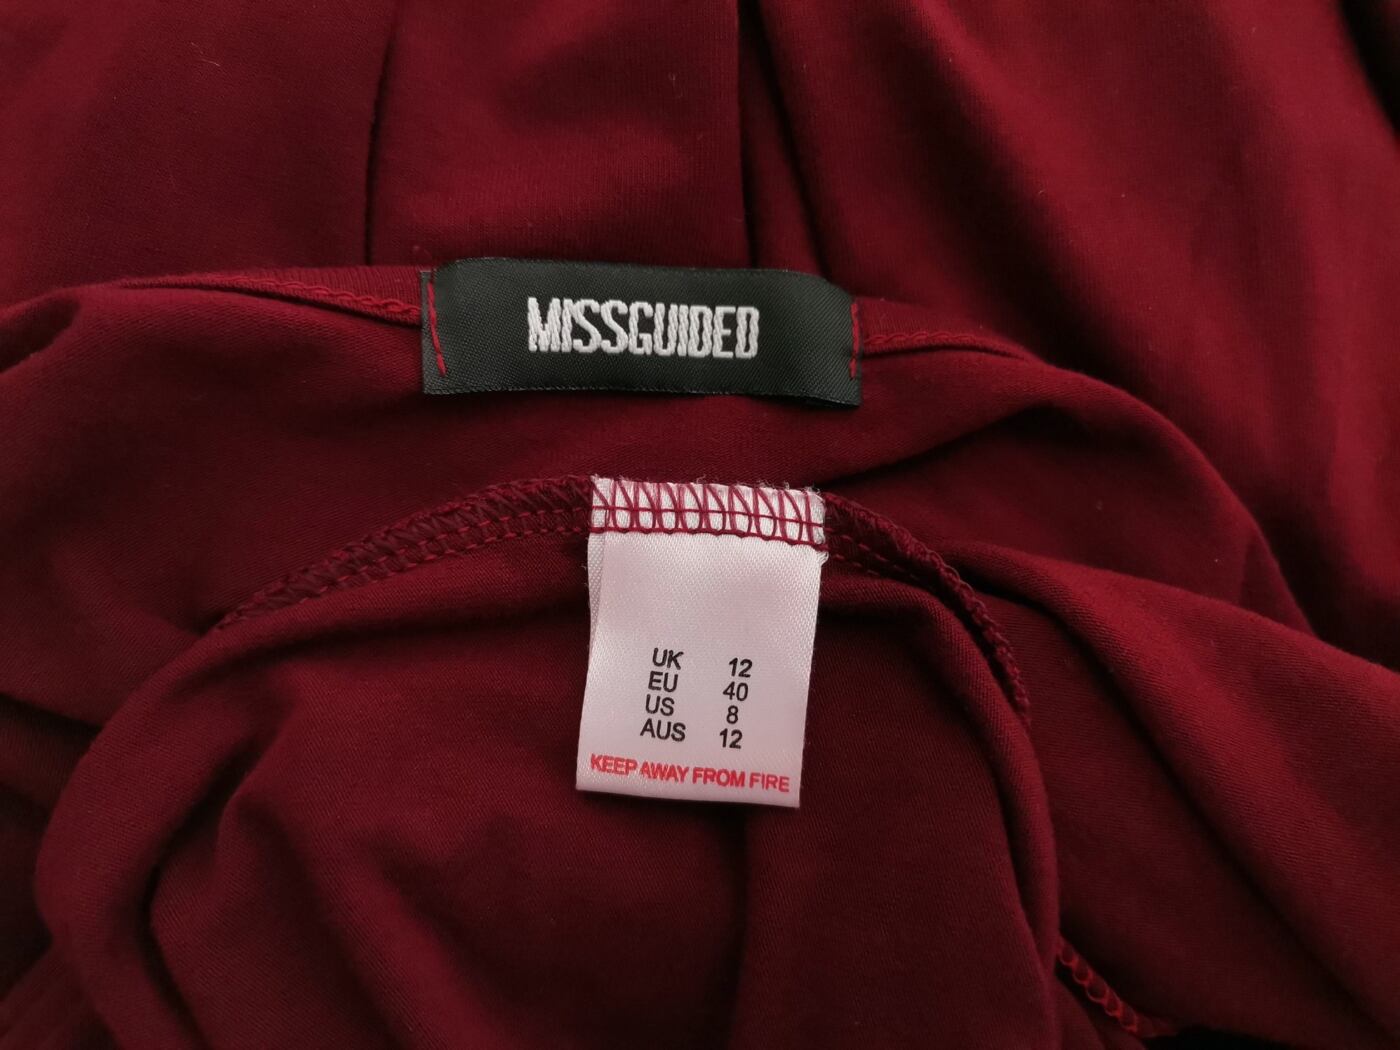 MISSGUIDED
UK 12
EU 40
US 8
AUS 12
KEEP AWAY FROM FIRE